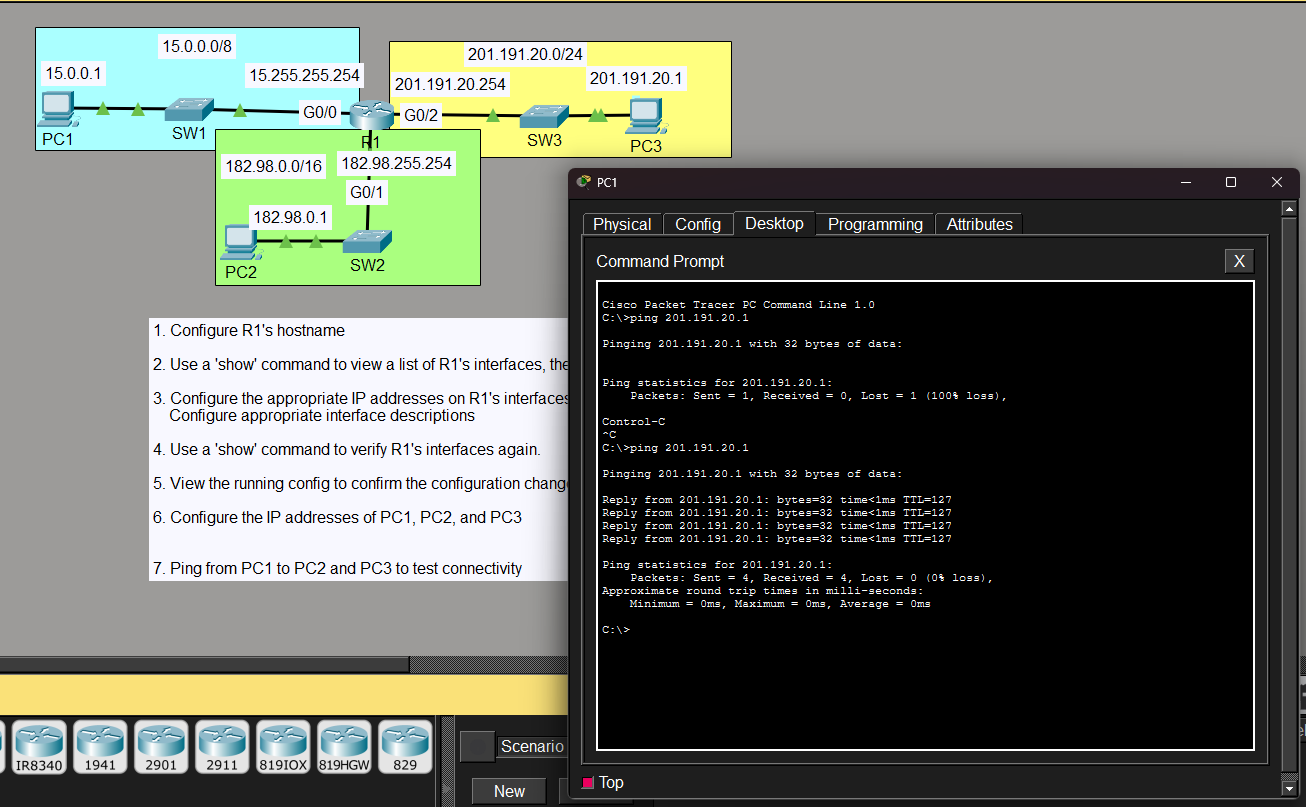 15.0.0.0/8
15.0.0.1
15.255.255.254
G0/0
PC1
SW1
R1
201.191.20.0/24
201.191.20.254
201.191.20.1
G0/2
SW3
PC3
182.98.0.0/16
182.98.255.254
G0/1
182.98.0.1
PC2
SW2
1. Configure R1's hostname
2. Use a 'show' command to view a list of R1's interfaces, the
3. Configure the appropriate IP addresses on R1's interfaces
Configure appropriate interface descriptions
4. Use a 'show' command to verify R1's interfaces again.
5. View the running config to confirm the configuration change
6. Configure the IP addresses of PC1, PC2, and PC3
7. Ping from PC1 to PC2 and PC3 to test connectivity
PC1
Physical Config Desktop Programming Attributes
Command Prompt
X
Cisco Packet Tracer PC Command Line 1.0
C:\>ping 201.191.20.1
Pinging 201.191.20.1 with 32 bytes of data:
Ping statistics for 201.191.20.1:
Packets: Sent = 1, Received = 0, Lost = 1 (100% loss),
Control-C
^C
C:\>ping 201.191.20.1
Pinging 201.191.20.1 with 32 bytes of data:
Reply from 201.191.20.1: bytes=32 time<1ms TTL=127
Reply from 201.191.20.1: bytes=32 time<1ms TTL=127
Reply from 201.191.20.1: bytes=32 time<1ms TTL=127
Reply from 201.191.20.1: bytes=32 time<1ms TTL=127
Ping statistics for 201.191.20.1:
Packets: Sent = 4, Received = 4, Lost = 0 (0% loss),
Approximate round trip times in milli-seconds:
Minimum = 0ms, Maximum = 0ms, Average = 0ms
C:\>
Top
IR8340 1941 2901 2911 819IOX 819HGW 829
Scenario
New